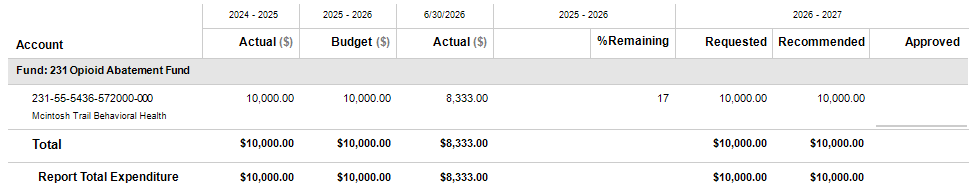 2024 - 2025 2025 - 2026 6/30/2026 2025 - 2026 2026 - 2027
Account Actual ($) Budget ($) Actual ($) %Remaining Requested Recommended Approved
Fund: 231 Opioid Abatement Fund
231-55-5436-572000-000 10,000.00 10,000.00 8,333.00 17 10,000.00 10,000.00
Mcintosh Trail Behavioral Health
Total $10,000.00 $10,000.00 $8,333.00 $10,000.00 $10,000.00
Report Total Expenditure $10,000.00 $10,000.00 $8,333.00 $10,000.00 $10,000.00